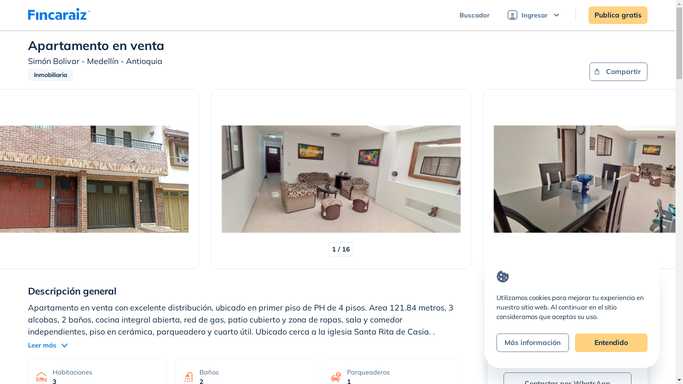 Fincaraiz
Buscador
Ingresar
Publica gratis
Apartamento en venta
Simón Bolivar - Medellín - Antioquia
Inmobiliaria
Compartir
1 / 16
Descripción general
Apartamento en venta con excelente distribución, ubicado en primer piso de PH de 4 pisos. Area 121.84 metros, 3
alcobas, 2 baños, cocina integral abierta, red de gas, patio cubierto y zona de ropas, sala y comedor
independientes, piso en cerámica, parqueadero y cuarto útil. Ubicado cerca a la iglesia Santa Rita de Casia. .
Leer más
Habitaciones
3
Baños
2
Parqueaderos
1
Utilizamos cookies para mejorar tu experiencia en
nuestro sitio web. Al continuar en el sitio
consideramos que aceptas su uso.
Más información
Entendido
Contactar por WhatsApp